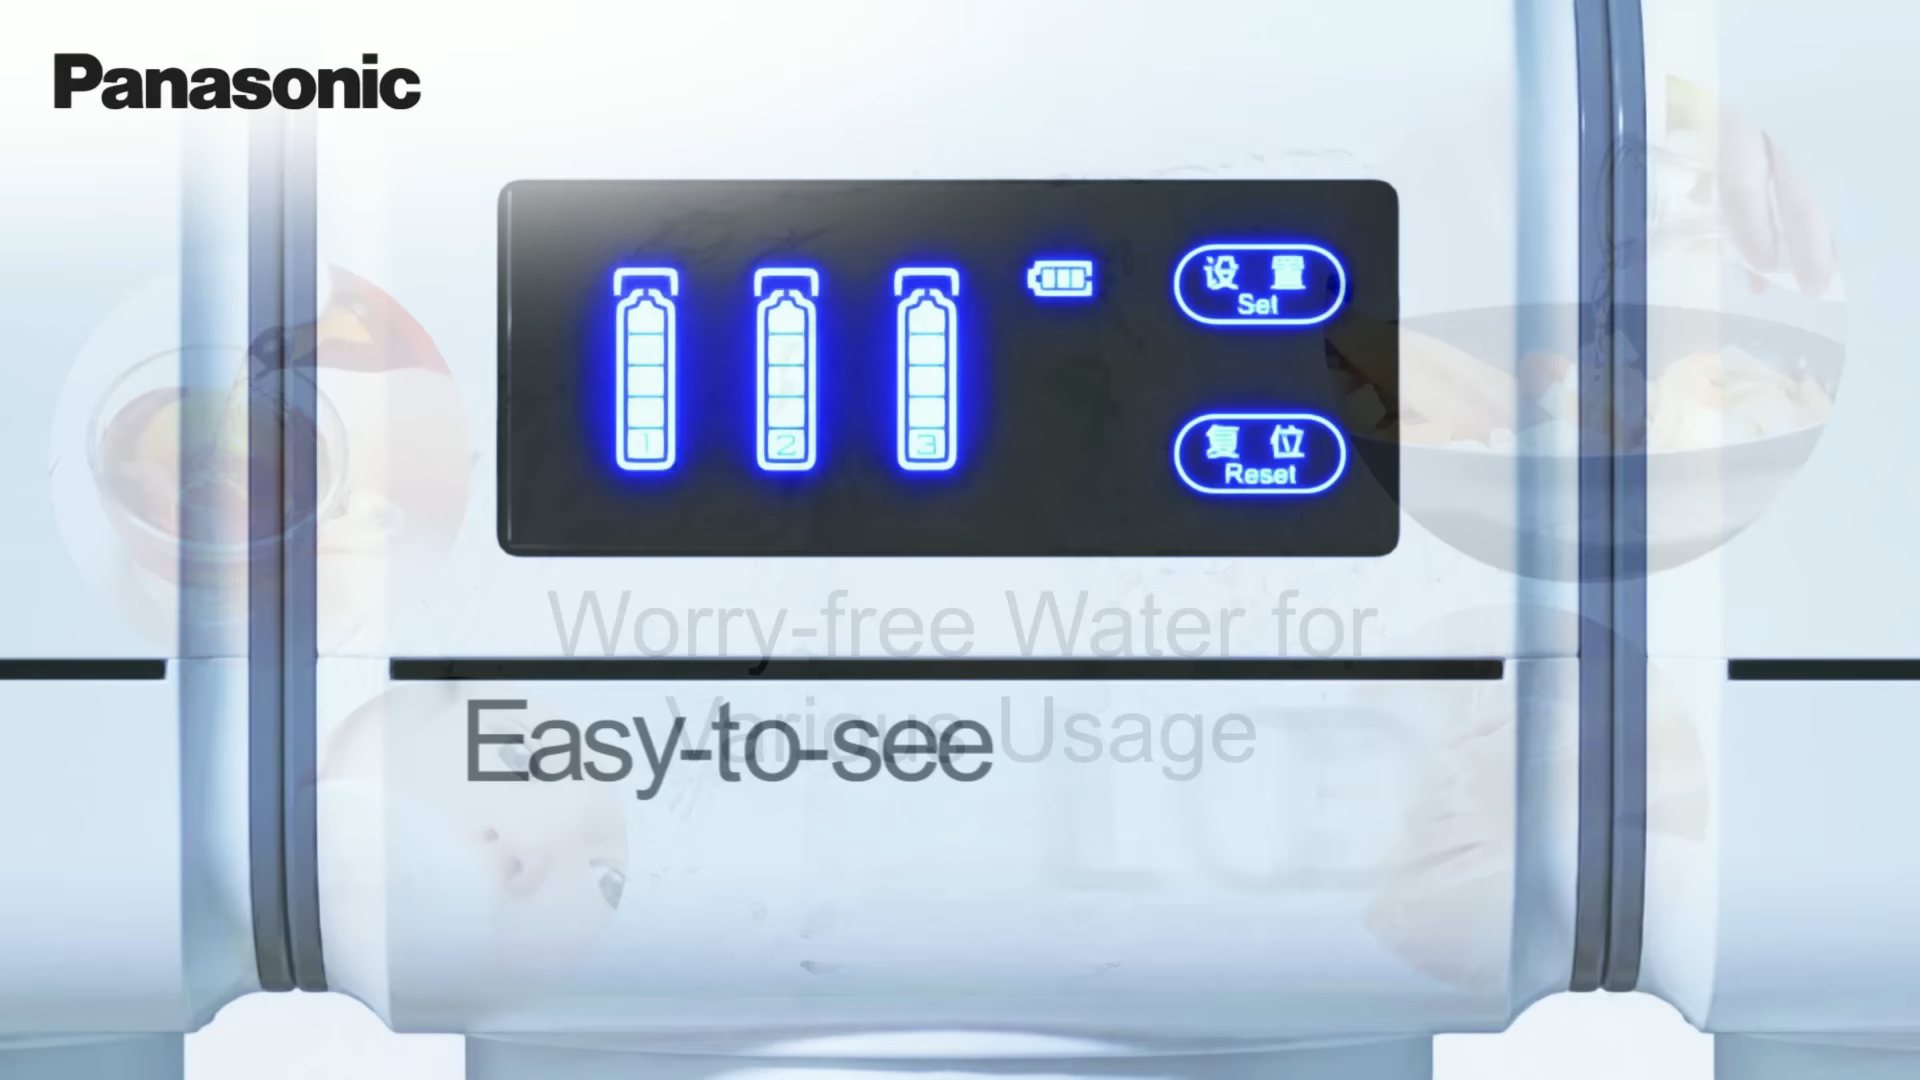 Panasonic
设置
Set
1 2 3
复位
Reset
Worry-free Water for
Various Usage
Easy-to-see